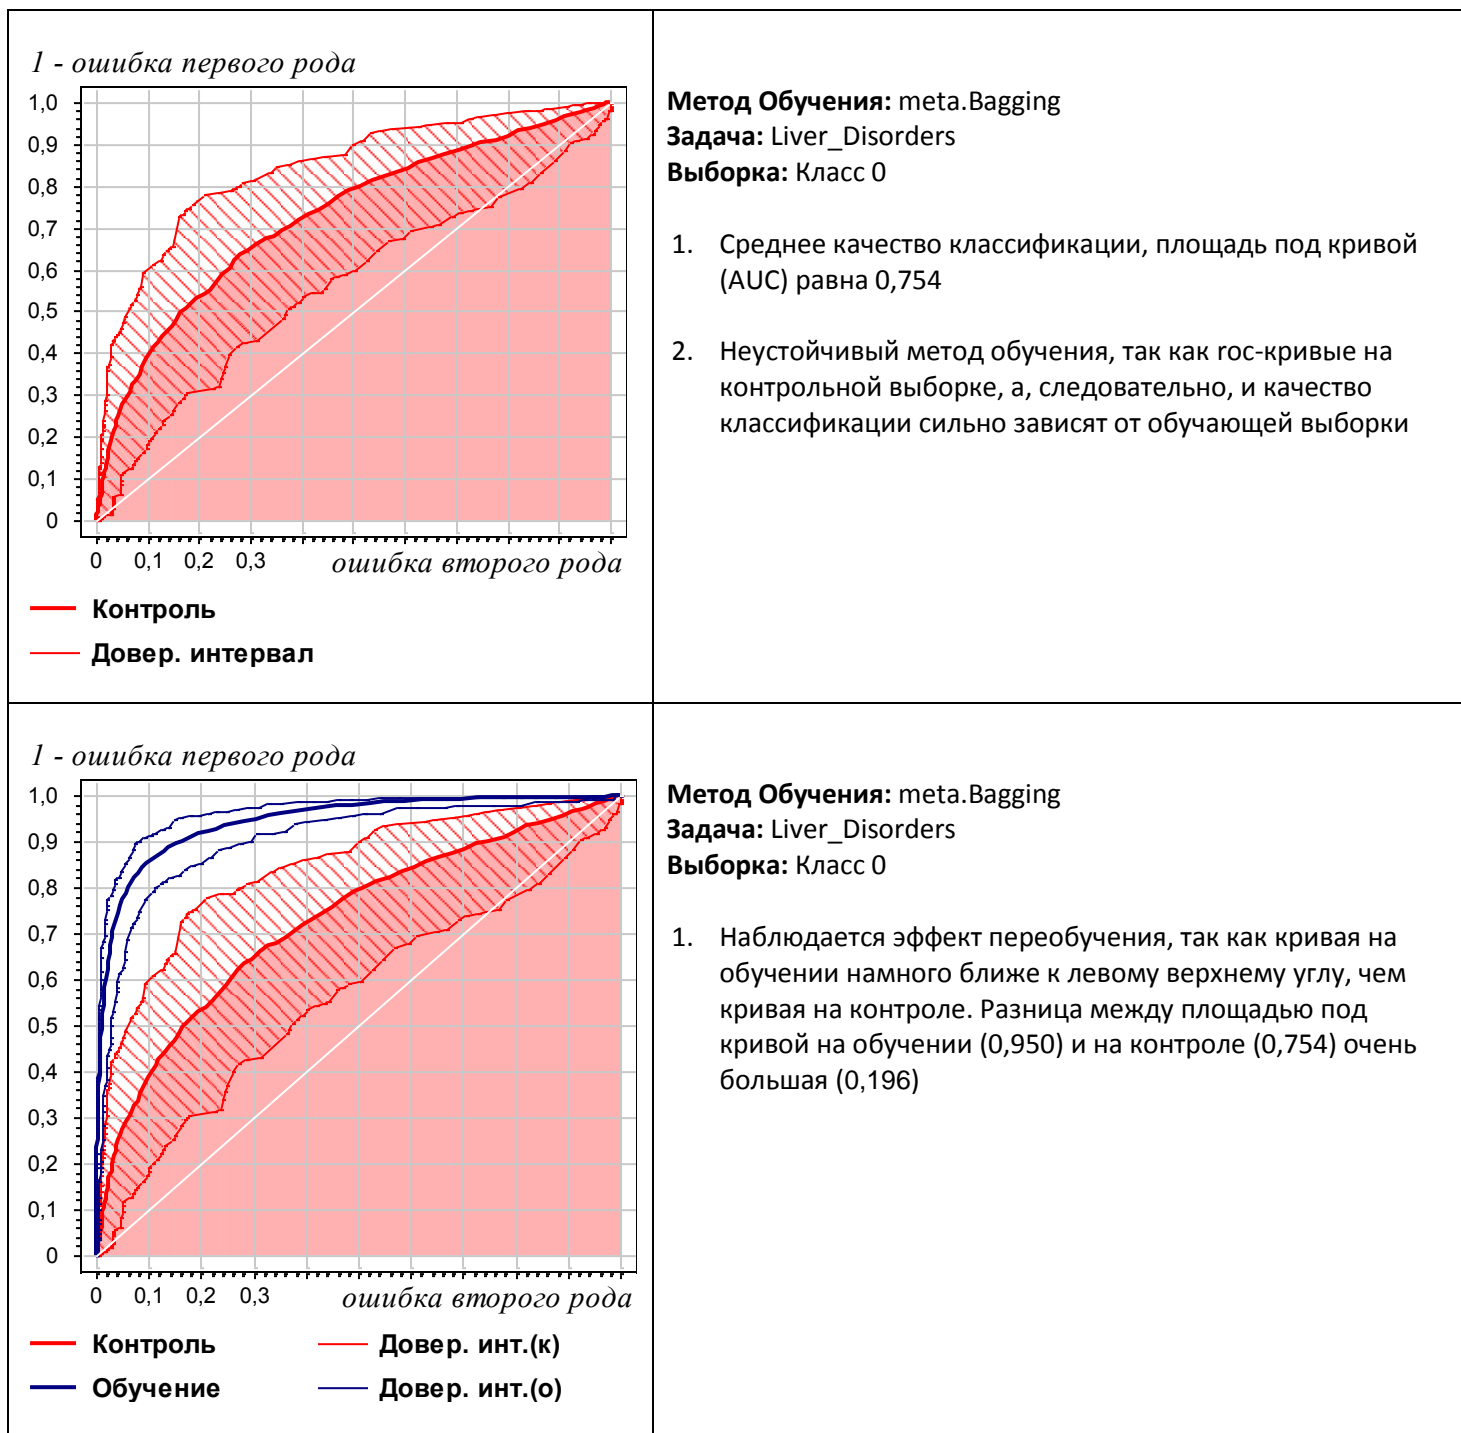 1 - ошибка первого рода
1,0
0,9
0,8
0,7
0,6
0,5
0,4
0,3
0,2
0,1
0
0 0,1 0,2 0,3
ошибка второго рода
Контроль
Довер. интервал
Метод Обучения: meta.Bagging
Задача: Liver_Disorders
Выборка: Класс 0
1. Среднее качество классификации, площадь под кривой
(AUC) равна 0,754
2. Неустойчивый метод обучения, так как roc-кривые на
контрольной выборке, а, следовательно, и качество
классификации сильно зависят от обучающей выборки
1 - ошибка первого рода
1,0
0,9
0,8
0,7
0,6
0,5
0,4
0,3
0,2
0,1
0
0 0,1 0,2 0,3
ошибка второго рода
Контроль
Довер. инт.(к)
Обучение
Довер. инт.(о)
Метод Обучения: meta.Bagging
Задача: Liver_Disorders
Выборка: Класс 0
1. Наблюдается эффект переобучения, так как кривая на
обучении намного ближе к левому верхнему углу, чем
кривая на контроле. Разница между площадью под
кривой на обучении (0,950) и на контроле (0,754) очень
большая (0,196)